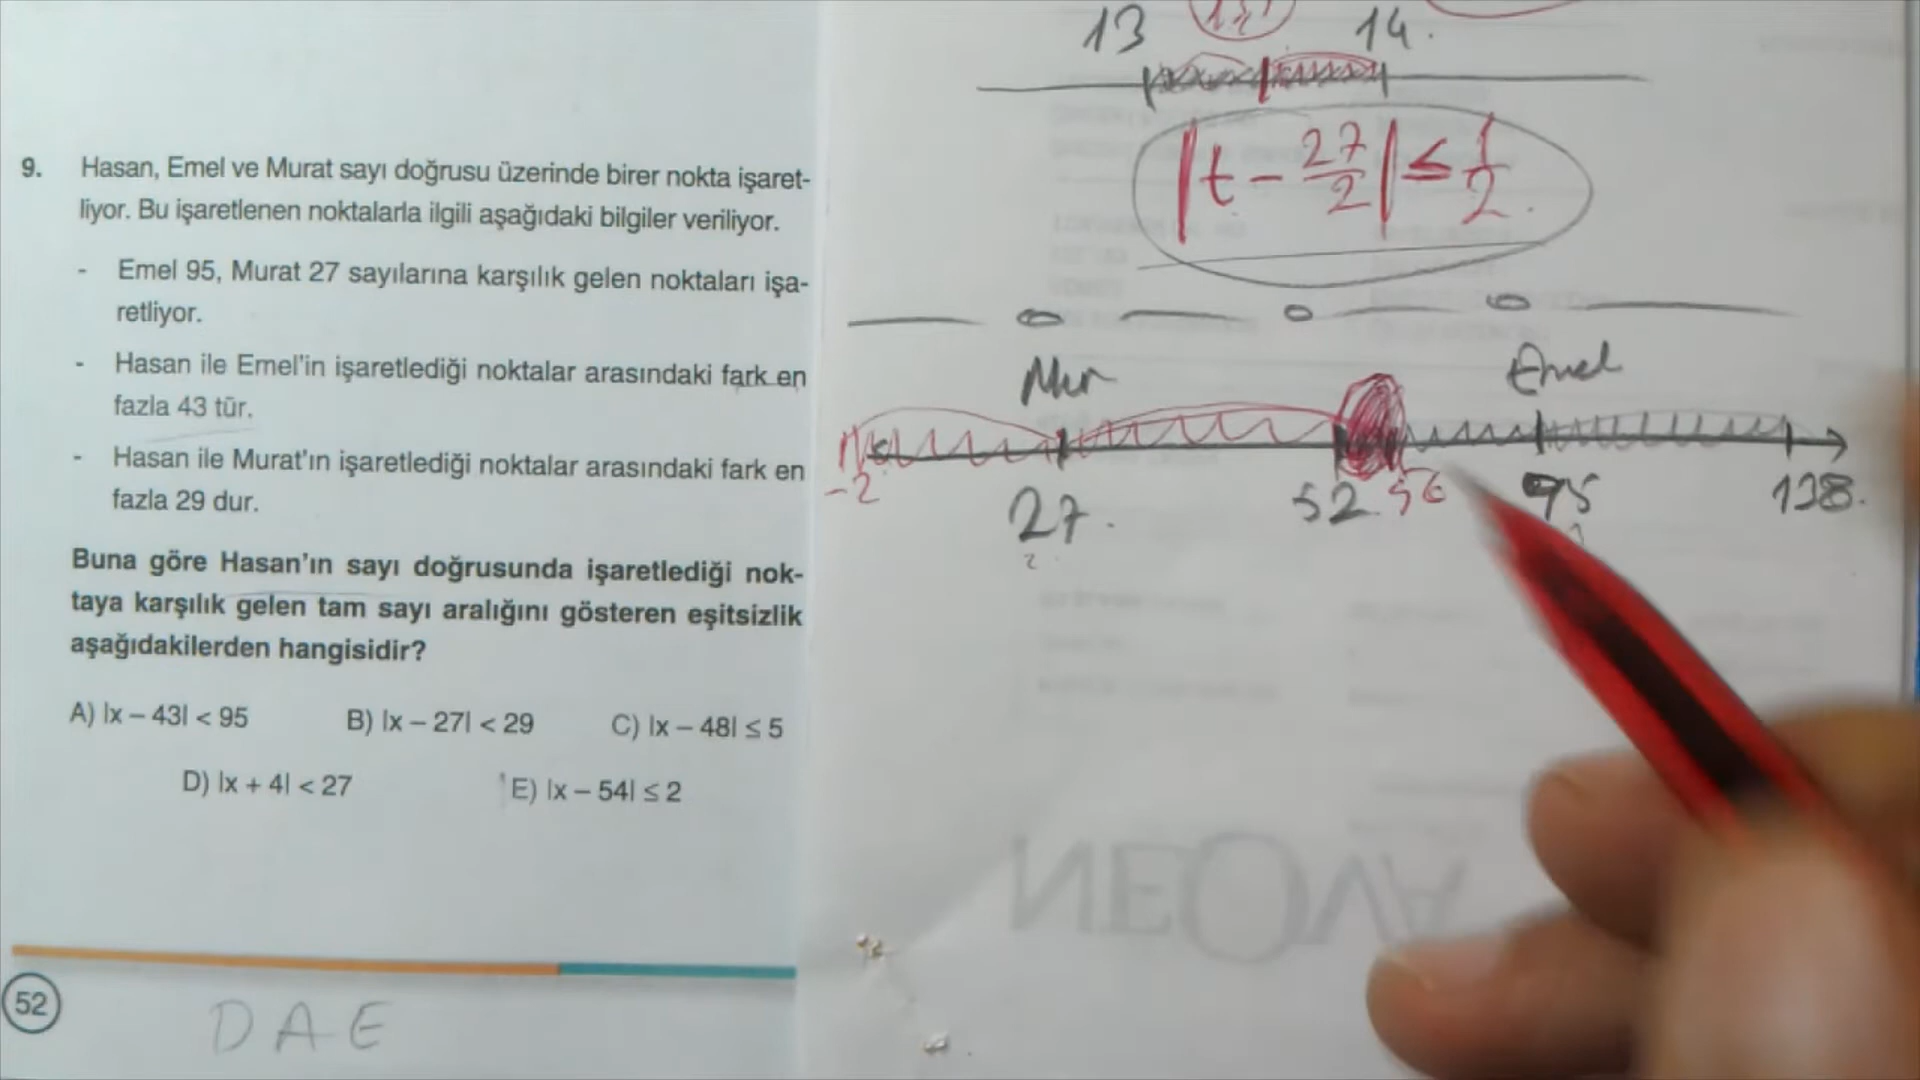 9. Hasan, Emel ve Murat sayı doğrusu üzerinde birer nokta işaret-
liyor. Bu işaretlenen noktalarla ilgili aşağıdaki bilgiler veriliyor.
- Emel 95, Murat 27 sayılarına karşılık gelen noktaları işa-
retliyor.
- Hasan ile Emel'in işaretlediği noktalar arasındaki fark en
fazla 43 tür.
- Hasan ile Murat'ın işaretlediği noktalar arasındaki fark en
fazla 29 dur.
Buna göre Hasan'ın sayı doğrusunda işaretlediği nok-
taya karşılık gelen tam sayı aralığını gösteren eşitsizlik
aşağıdakilerden hangisidir?
A) |x – 43| < 95 B) |x – 27| < 29 C) |x – 48| ≤ 5
D) |x + 4| < 27 E) |x – 54| ≤ 2
52
D A E
13 14.
|t - 27/2| ≤ 1/2
Mur Emel
-2 27 52 56 95 138.
NEOVA